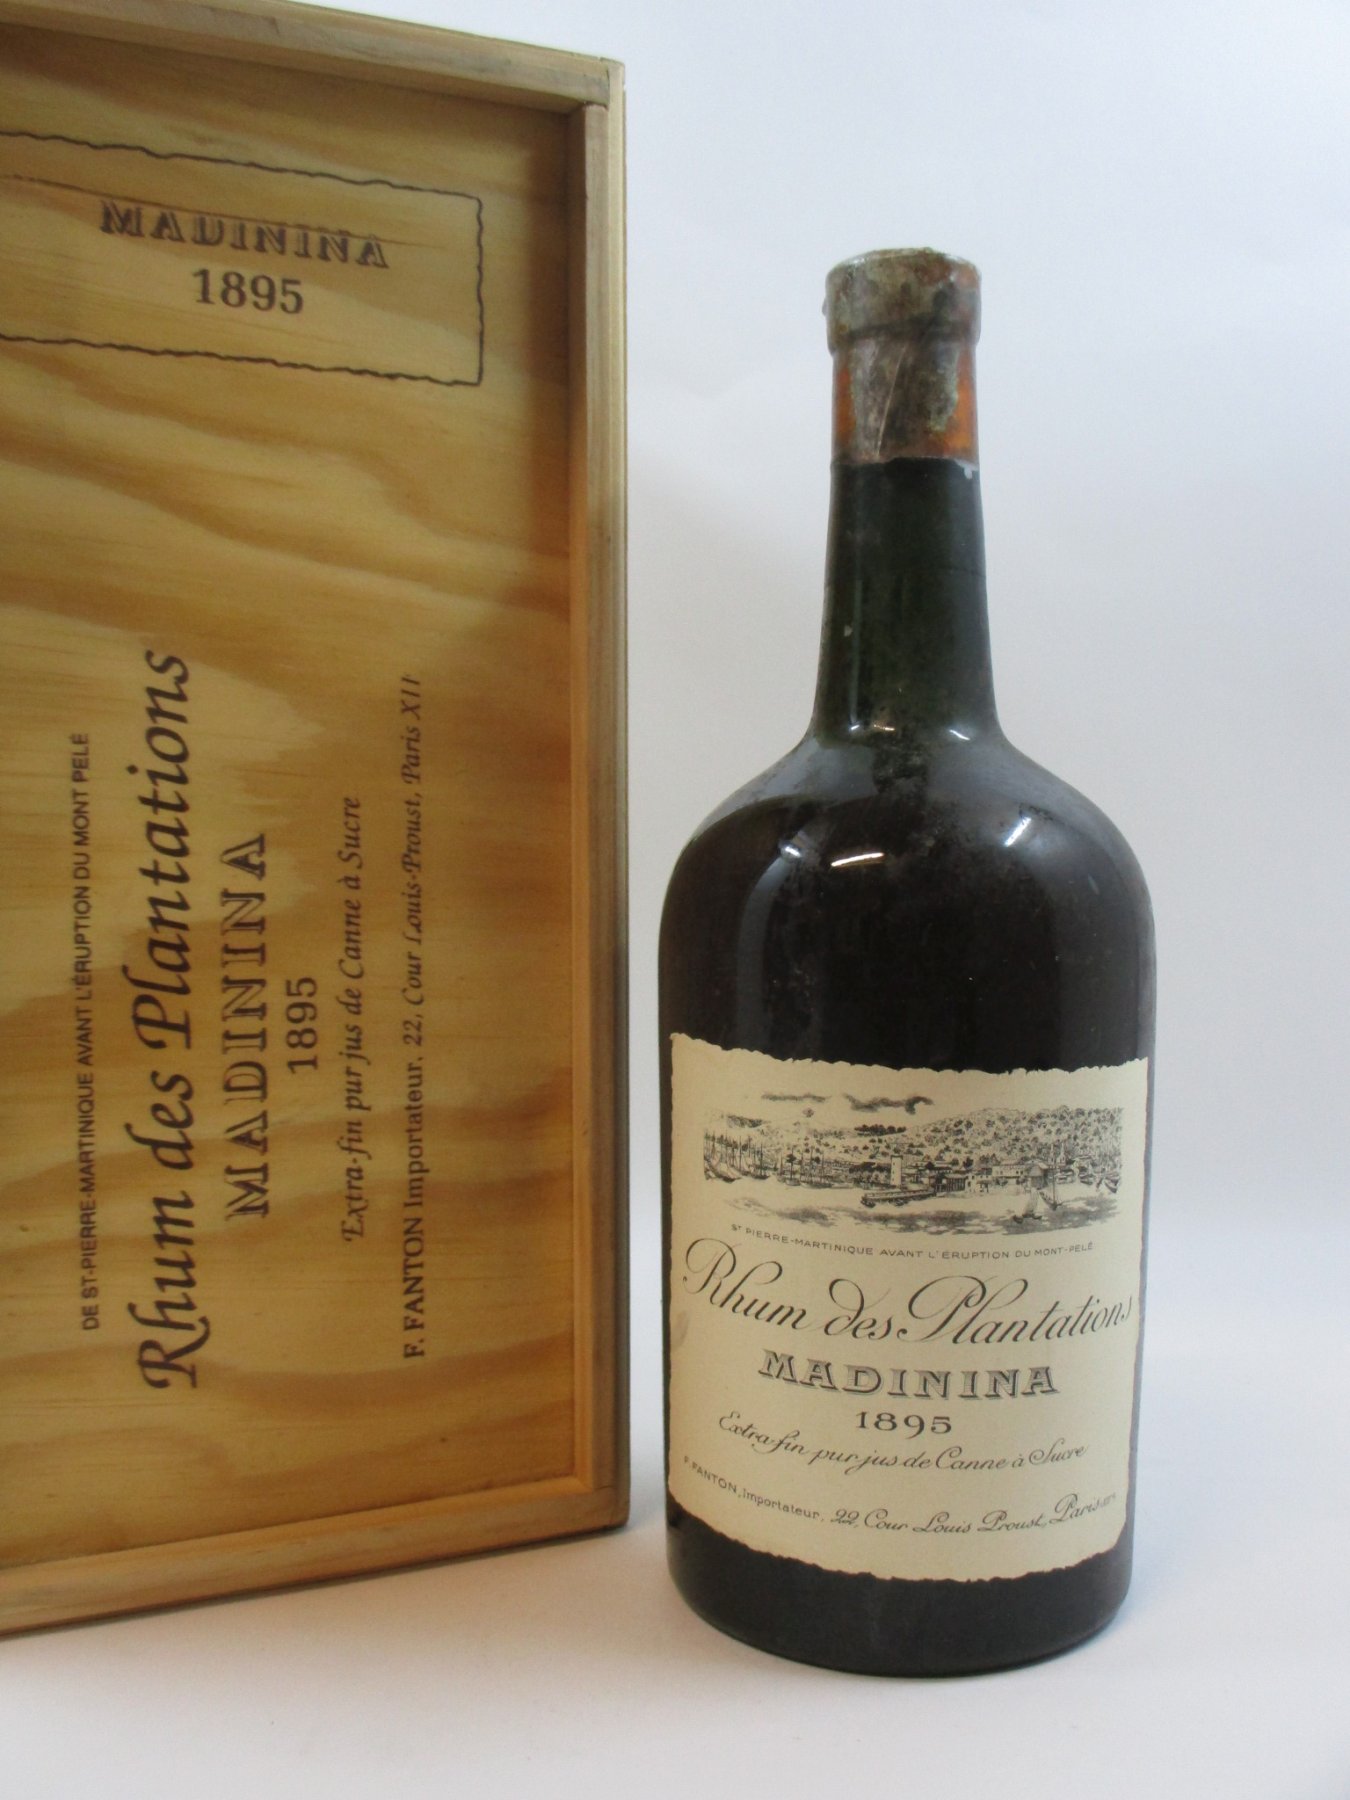 MADININA
1895
DE ST-PIERRE-MARTINIQUE AVANT L'ÉRUPTION DU MONT PELÉ
Rhum des Plantations
MADININA
1895
Extra-fin pur jus de Canne à Sucre
F. FANTON Importateur, 22, Cour Louis-Proust, Paris XII
ST PIERRE-MARTINIQUE AVANT L'ÉRUPTION DU MONT-PELÉ
Rhum des Plantations
MADININA
1895
Extra-fin pur jus de Canne à Sucre
F. FANTON, Importateur, 22, Cour Louis Proust, Paris